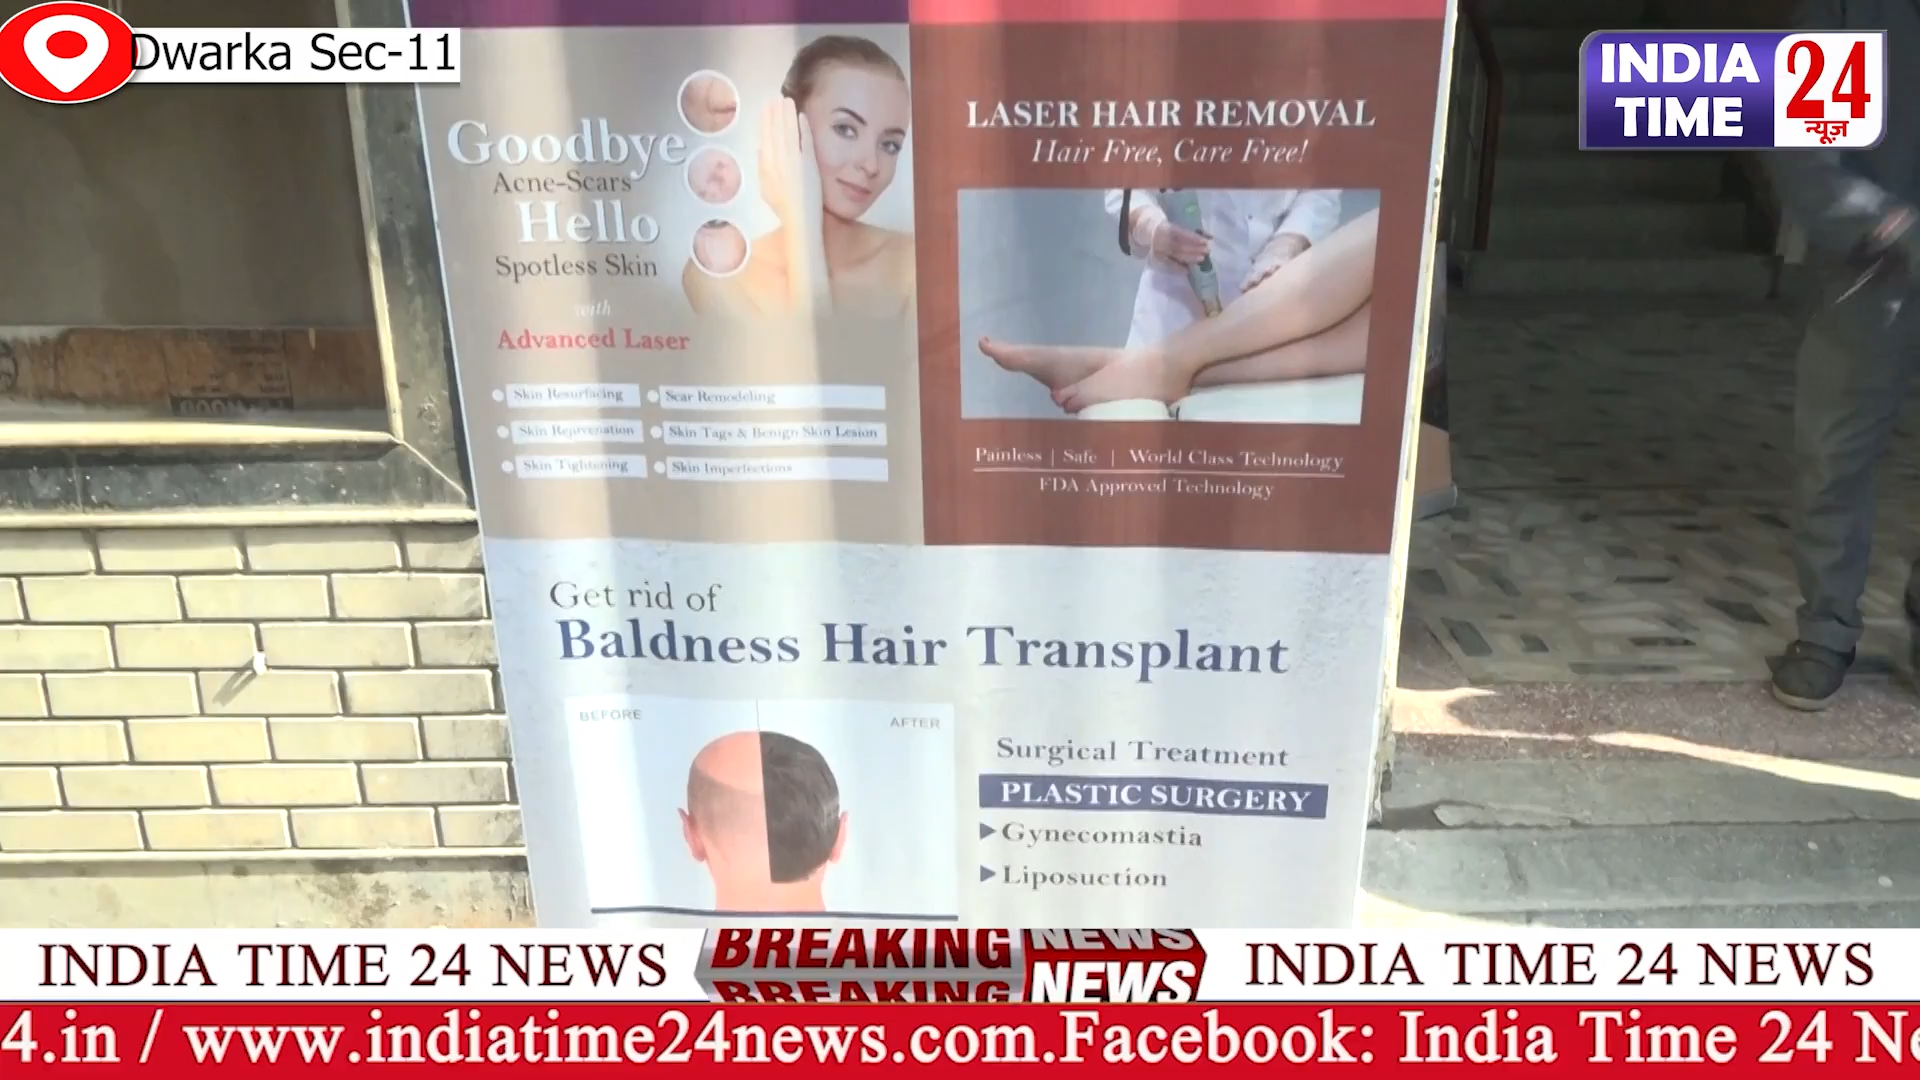 Dwarka Sec-11
INDIA
TIME
24
न्यूज़
Goodbye
Acne-Scars
Hello
Spotless Skin
with
Advanced Laser
Skin Resurfacing
Scar Remodeling
Skin Rejuvenation
Skin Tags & Benign Skin Lesion
Skin Tightening
Skin Imperfections
LASER HAIR REMOVAL
Hair Free, Care Free!
Painless | Safe | World Class Technology
FDA Approved Technology
Get rid of
Baldness Hair Transplant
BEFORE
AFTER
Surgical Treatment
PLASTIC SURGERY
Gynecomastia
Liposuction
INDIA TIME 24 NEWS
BREAKING
NEWS
INDIA TIME 24 NEWS
4.in / www.indiatime24news.com.Facebook: India Time 24 Ne